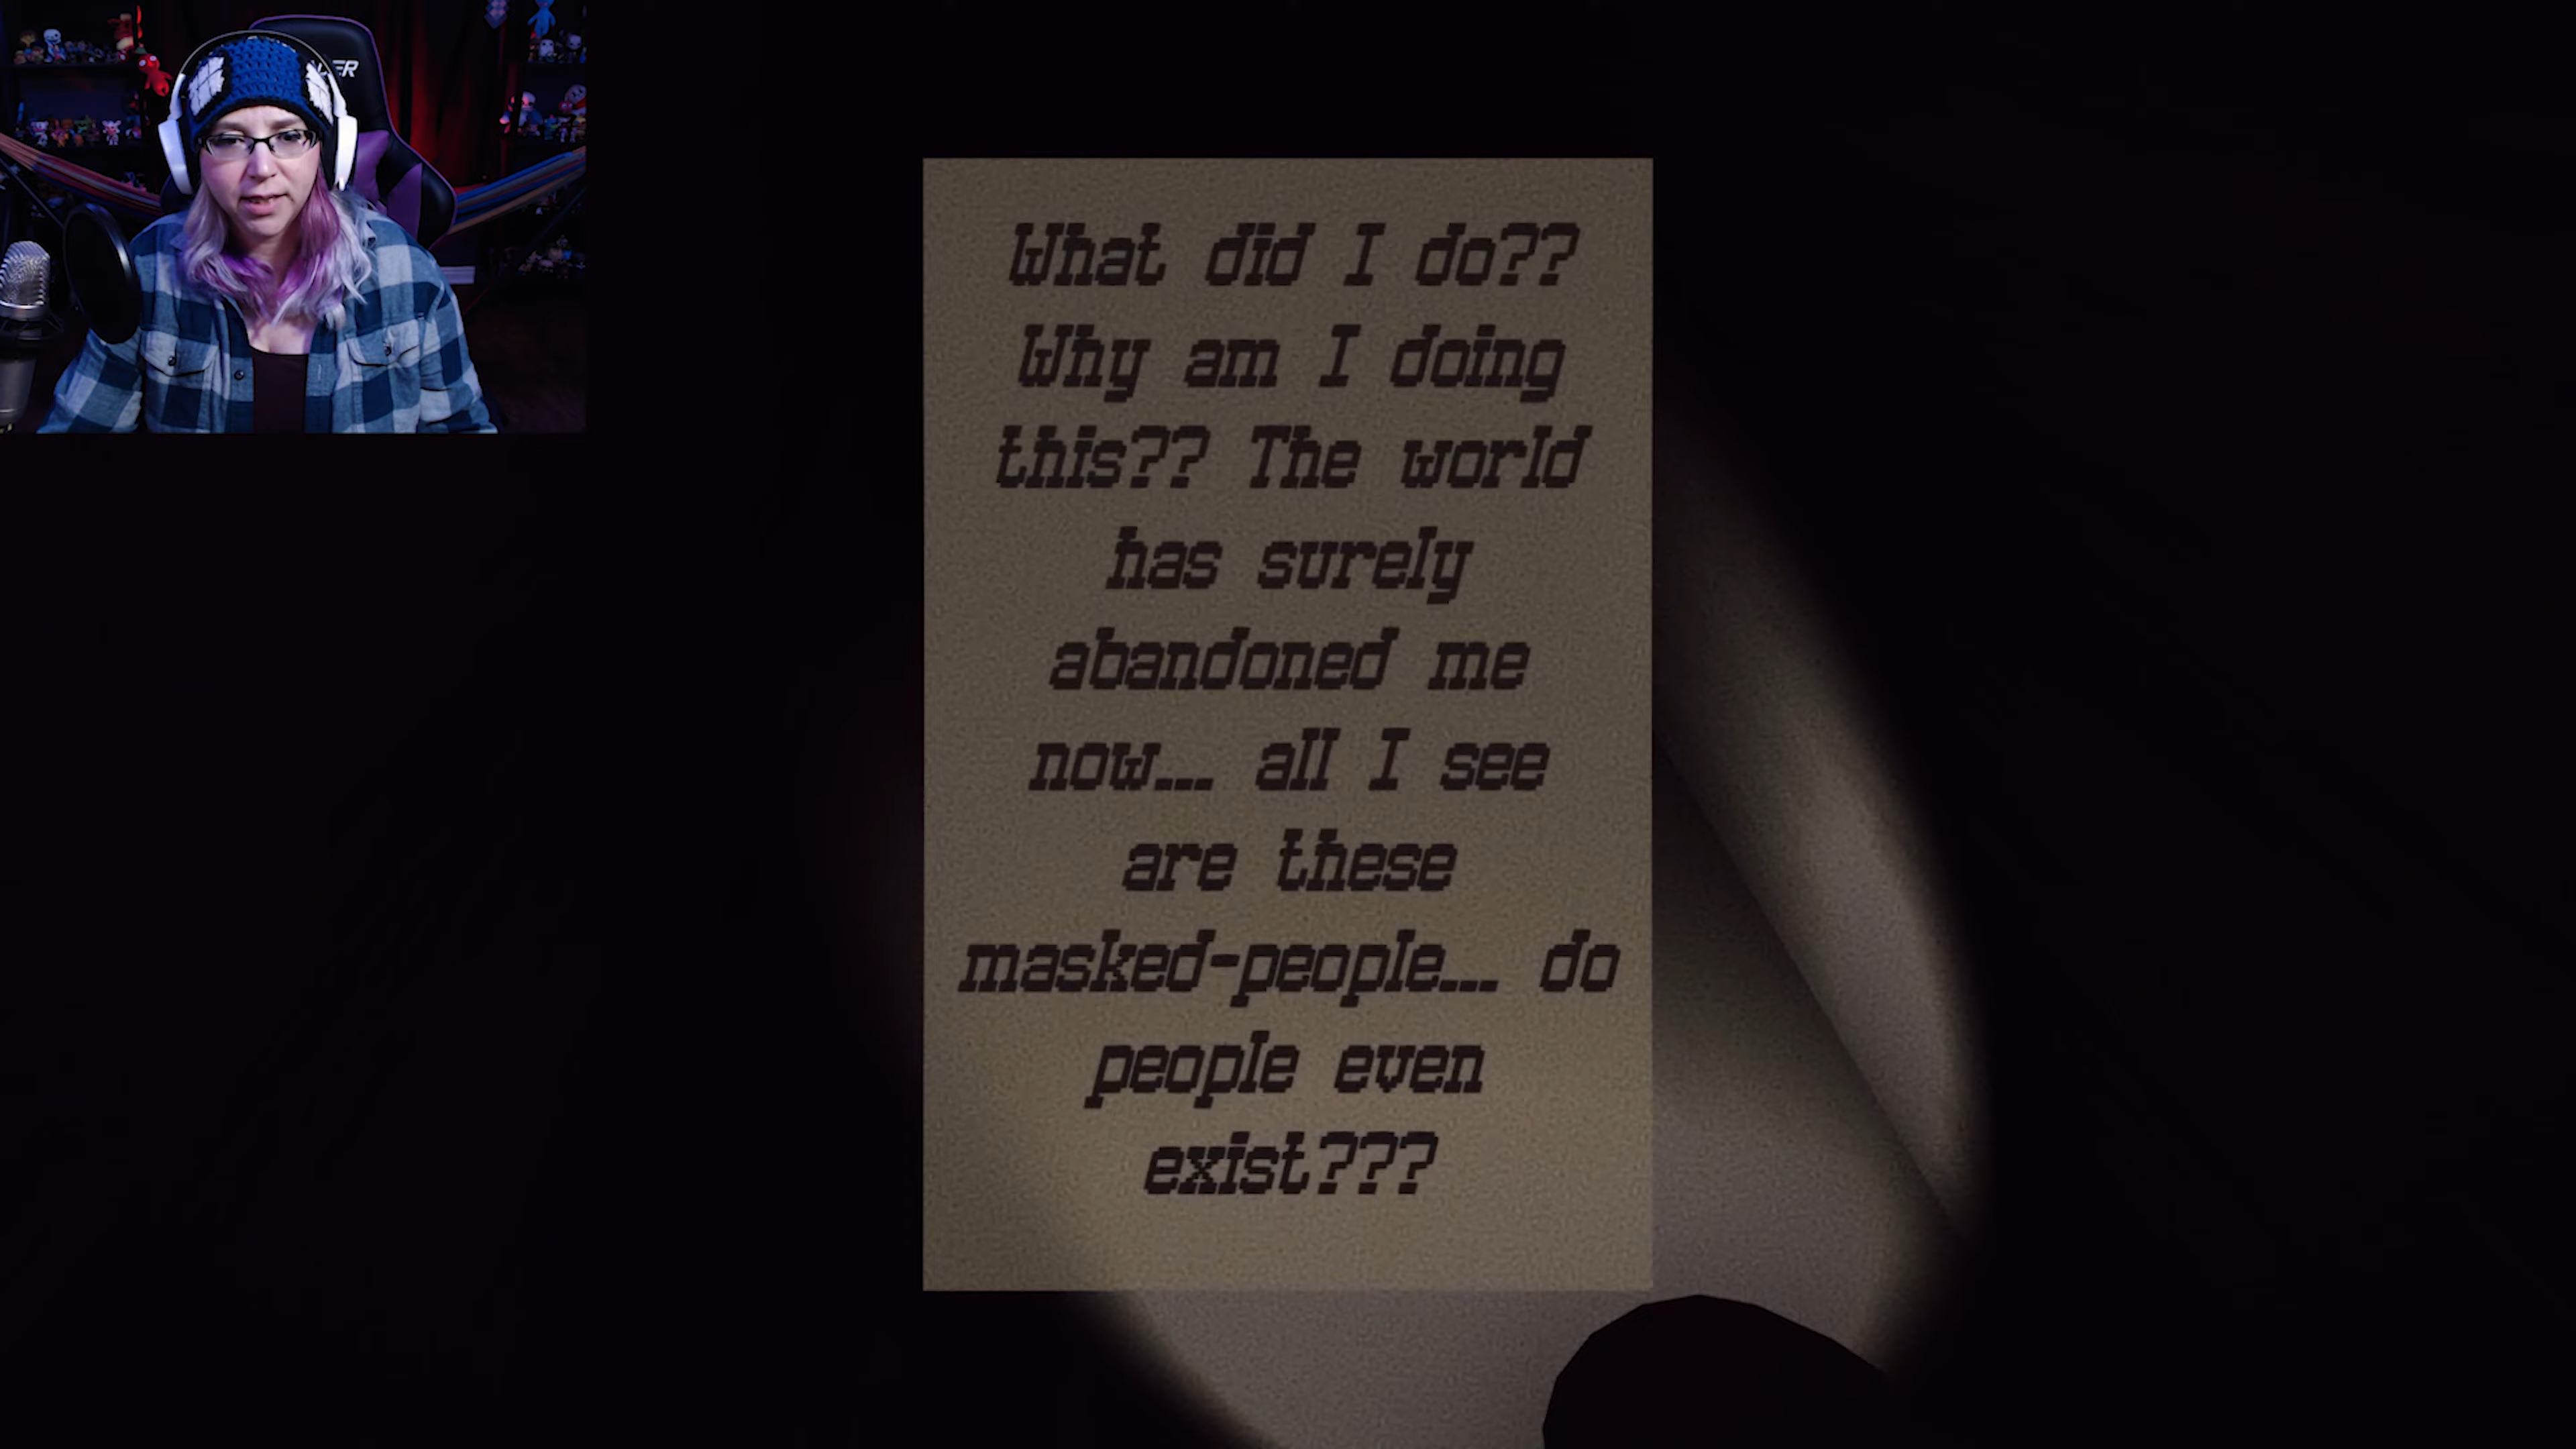 What did I do??
Why am I doing
this?? The world
has surely
abandoned me
now... all I see
are these
masked-people... do
people even
exist???